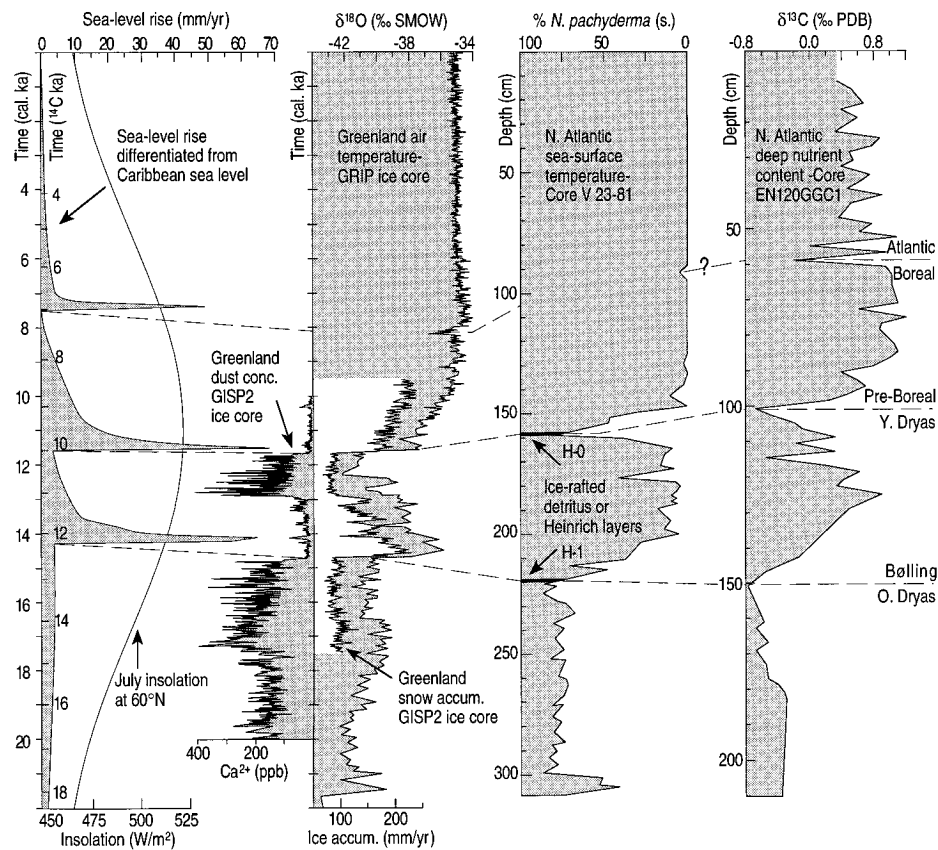 Sea-level rise (mm/yr)
0 10 20 30 40 50 60 70
Time (cal. ka)
Time (¹⁴C ka)
Sea-level rise
differentiated from
Caribbean sea level
4
6
8
10
12
14
16
18
2
4
6
8
10
12
14
16
18
20
July insolation
at 60°N
450 475 500 525
Insolation (W/m²)
Greenland
dust conc.
GISP2
ice core
400 200 0
Ca²⁺ (ppb)
δ¹⁸O (‰ SMOW)
-42 -38 -34
Time (cal. ka)
Greenland air
temperature-
GRIP ice core
Greenland
snow accum.
GISP2 ice core
100 200
Ice accum. (mm/yr)
% N. pachyderma (s.)
100 50 0
Depth (cm)
N. Atlantic
sea-surface
temperature-
Core V 23-81
50
100
150
200
250
300
?
H-0
Ice-rafted
detritus or
Heinrich layers
H-1
δ¹³C (‰ PDB)
-0.8 0.0 0.8
Depth (cm)
N. Atlantic
deep nutrient
content -Core
EN120GGC1
50
100
150
200
Atlantic
Boreal
Pre-Boreal
Y. Dryas
Bølling
O. Dryas